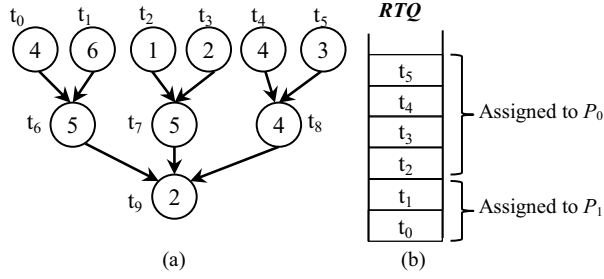 RTQ
t0 t1 t2 t3 t4 t5
4 6 1 2 4 3
t6 5 t7 5 4 t8
t9 2
t5
t4
t3
t2
t1
t0
Assigned to P0
Assigned to P1
(a) (b)